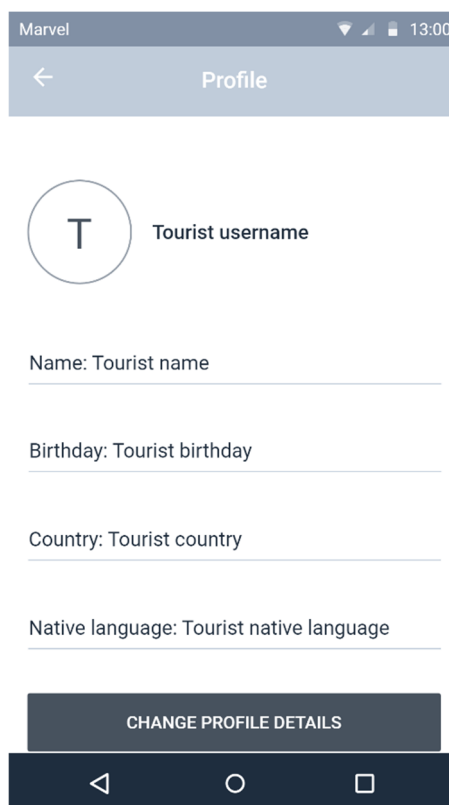 Marvel 13:00
Profile
T
Tourist username
Name: Tourist name
Birthday: Tourist birthday
Country: Tourist country
Native language: Tourist native language
CHANGE PROFILE DETAILS